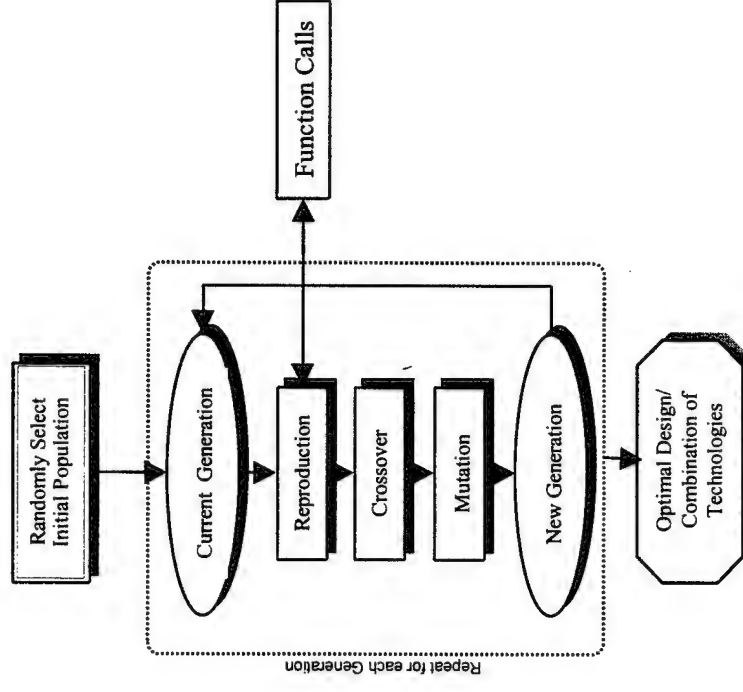 Randomly Select
Initial Population
Current Generation
Reproduction
Function Calls
Crossover
Mutation
New Generation
Repeat for each Generation
Optimal Design/
Combination of
Technologies